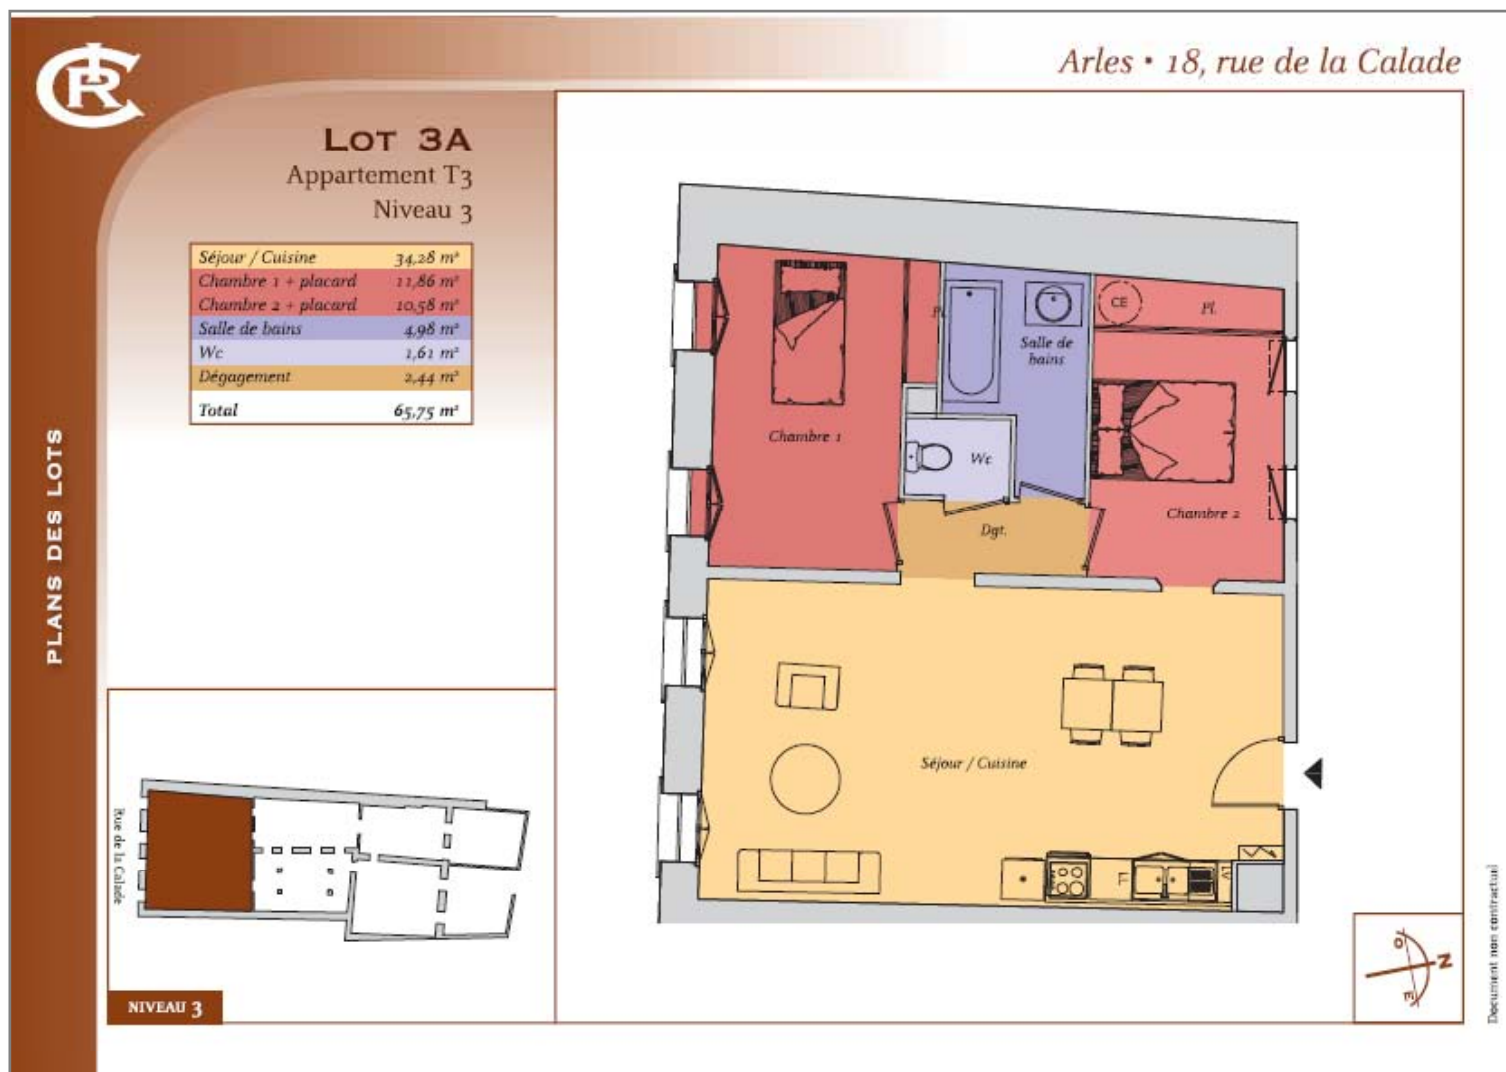 CRI
Arles • 18, rue de la Calade
LOT 3A
Appartement T3
Niveau 3
Séjour / Cuisine 34,28 m²
Chambre 1 + placard 11,86 m²
Chambre 2 + placard 10,58 m²
Salle de bains 4,98 m²
Wc 1,61 m²
Dégagement 2,44 m²
Total 65,75 m²
PLANS DES LOTS
CE
Pl.
Pl.
Salle de
bains
Chambre 1
Wc
Chambre 2
Dgt.
Séjour / Cuisine
LL
LV
Rue de la Calade
NIVEAU 3
O
N
E
Document non contractuel